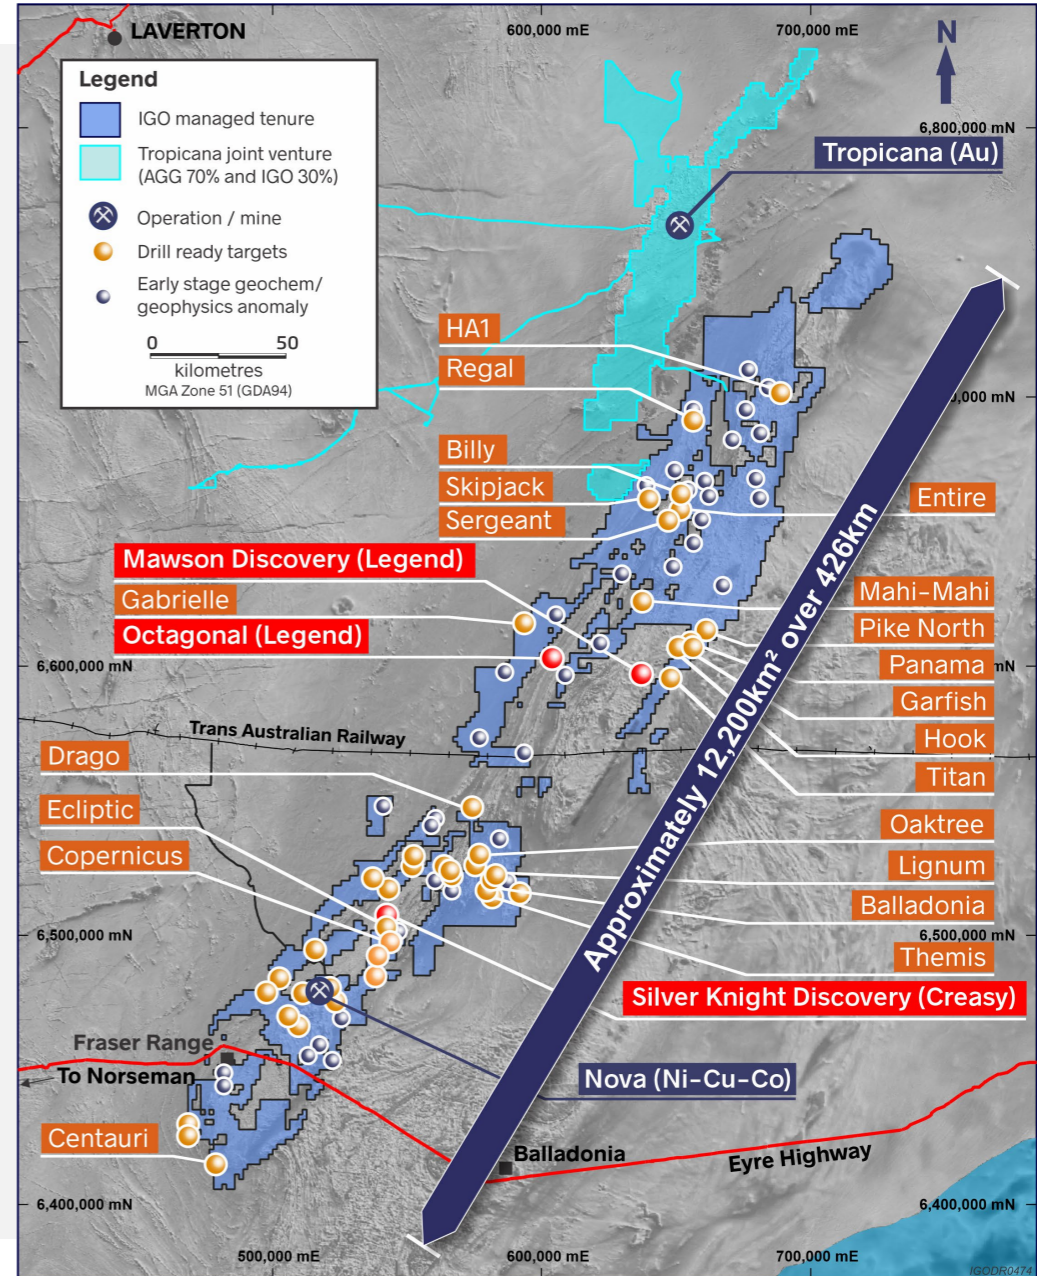 LAVERTON
600,000 mE
700,000 mE
N
Legend
IGO managed tenure
Tropicana joint venture
(AGG 70% and IGO 30%)
Operation / mine
Drill ready targets
Early stage geochem/
geophysics anomaly
0 50
kilometres
MGA Zone 51 (GDA94)
6,800,000 mN
Tropicana (Au)
HA1
Regal
0,000 mN
Billy
Skipjack
Sergeant
Entire
Mawson Discovery (Legend)
Gabrielle
Octagonal (Legend)
Mahi-Mahi
Pike North
Panama
Garfish
Hook
Titan
6,600,000 mN
mN
Trans Australian Railway
Approximately 12,200km² over 426km
Drago
Ecliptic
Copernicus
Oaktree
Lignum
Balladonia
Themis
6,500,000 mN
6,500,000 mN
Silver Knight Discovery (Creasy)
Fraser Range
To Norseman
Nova (Ni-Cu-Co)
Centauri
Balladonia
Eyre Highway
6,400,000 mN
6,400,000 mN
500,000 mE
600,000 mE
700,000 mE
IGODR0474